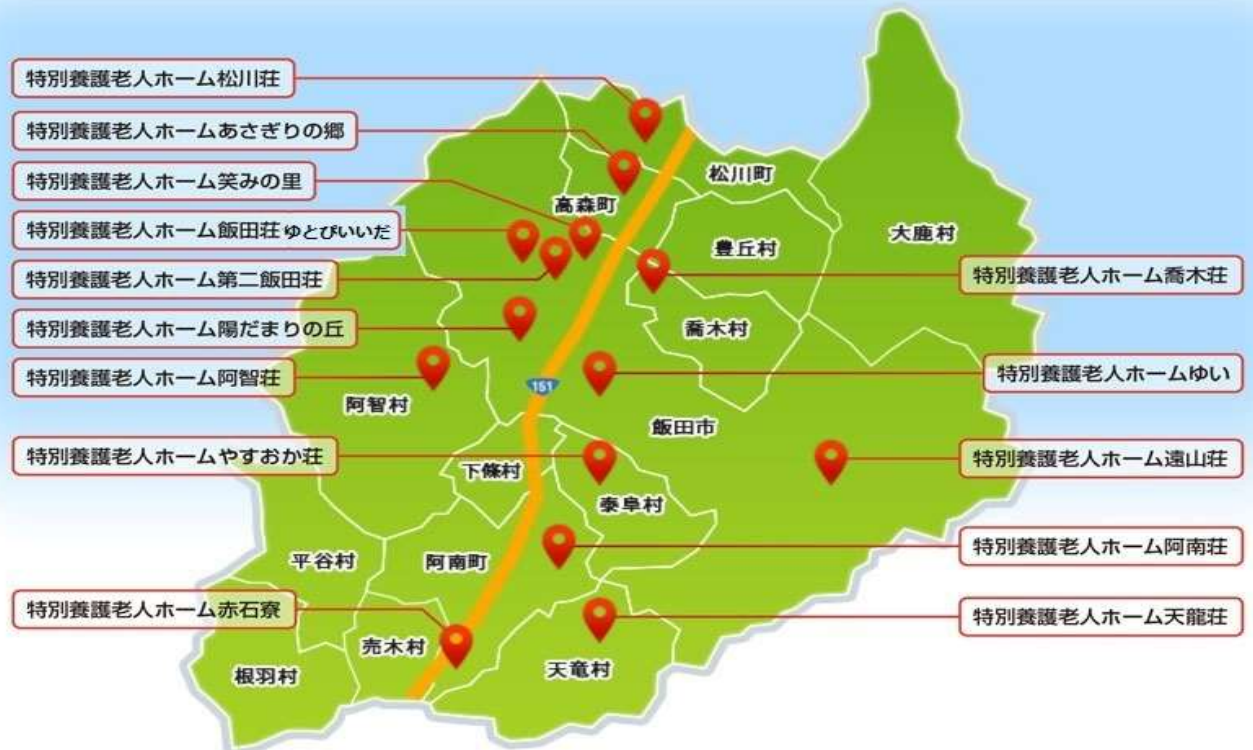 特別養護老人ホーム松川荘
特別養護老人ホームあさぎりの郷
特別養護老人ホーム笑みの里
特別養護老人ホーム飯田荘ゆとぴいいだ
特別養護老人ホーム第二飯田荘
特別養護老人ホーム陽だまりの丘
特別養護老人ホーム阿智荘
特別養護老人ホームやすおか荘
特別養護老人ホーム赤石寮
松川町
高森町
大鹿村
豊丘村
喬木村
151
阿智村
飯田市
下條村
泰阜村
平谷村
阿南町
売木村
天竜村
根羽村
特別養護老人ホーム喬木荘
特別養護老人ホームゆい
特別養護老人ホーム遠山荘
特別養護老人ホーム阿南荘
特別養護老人ホーム天龍荘